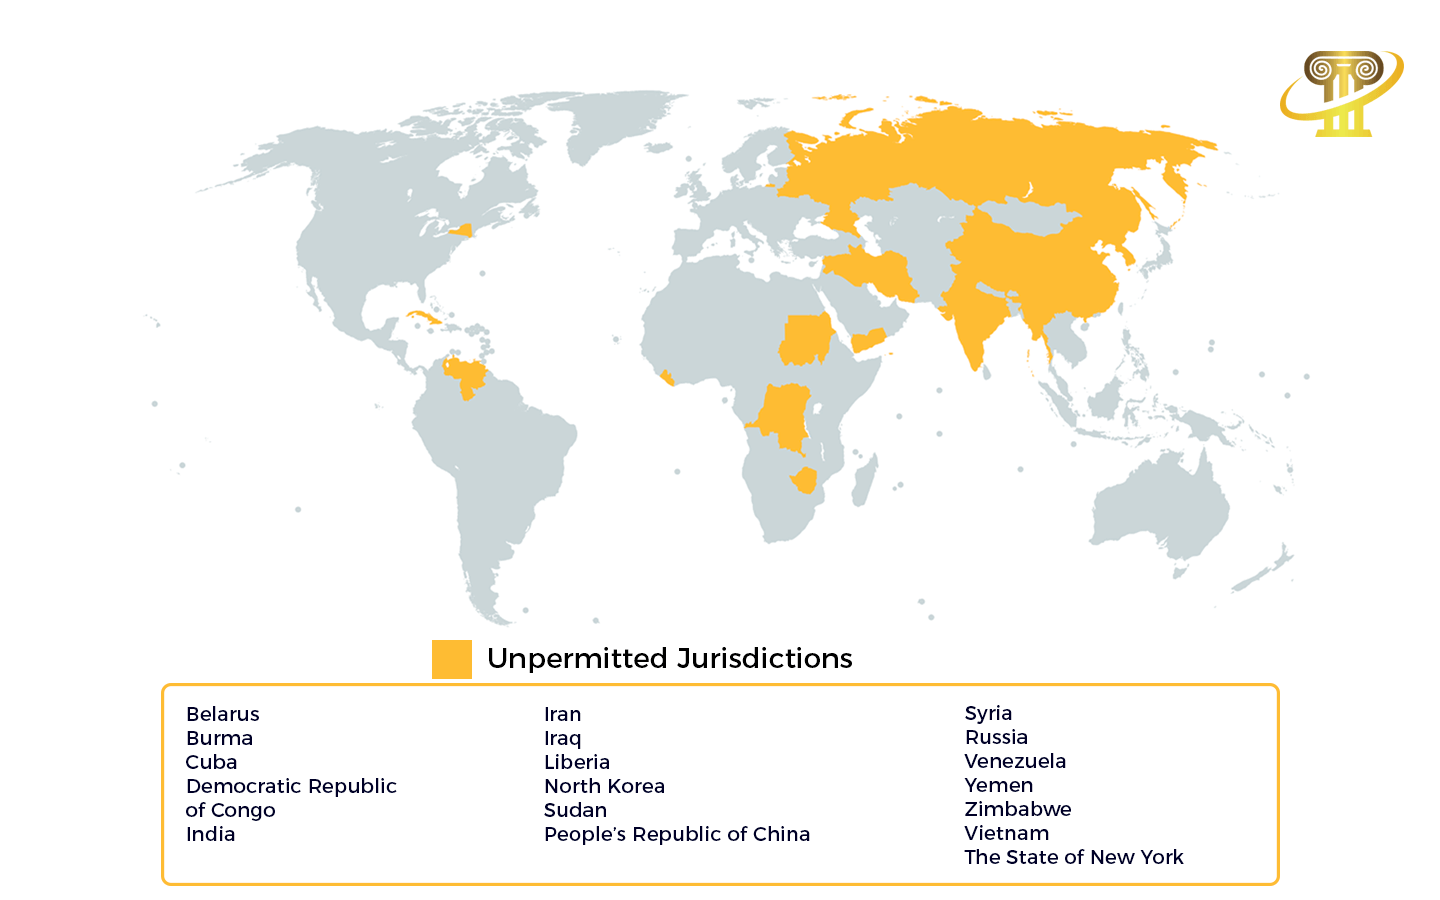 Unpermitted Jurisdictions
Belarus
Burma
Cuba
Democratic Republic
of Congo
India
Iran
Iraq
Liberia
North Korea
Sudan
People’s Republic of China
Syria
Russia
Venezuela
Yemen
Zimbabwe
Vietnam
The State of New York